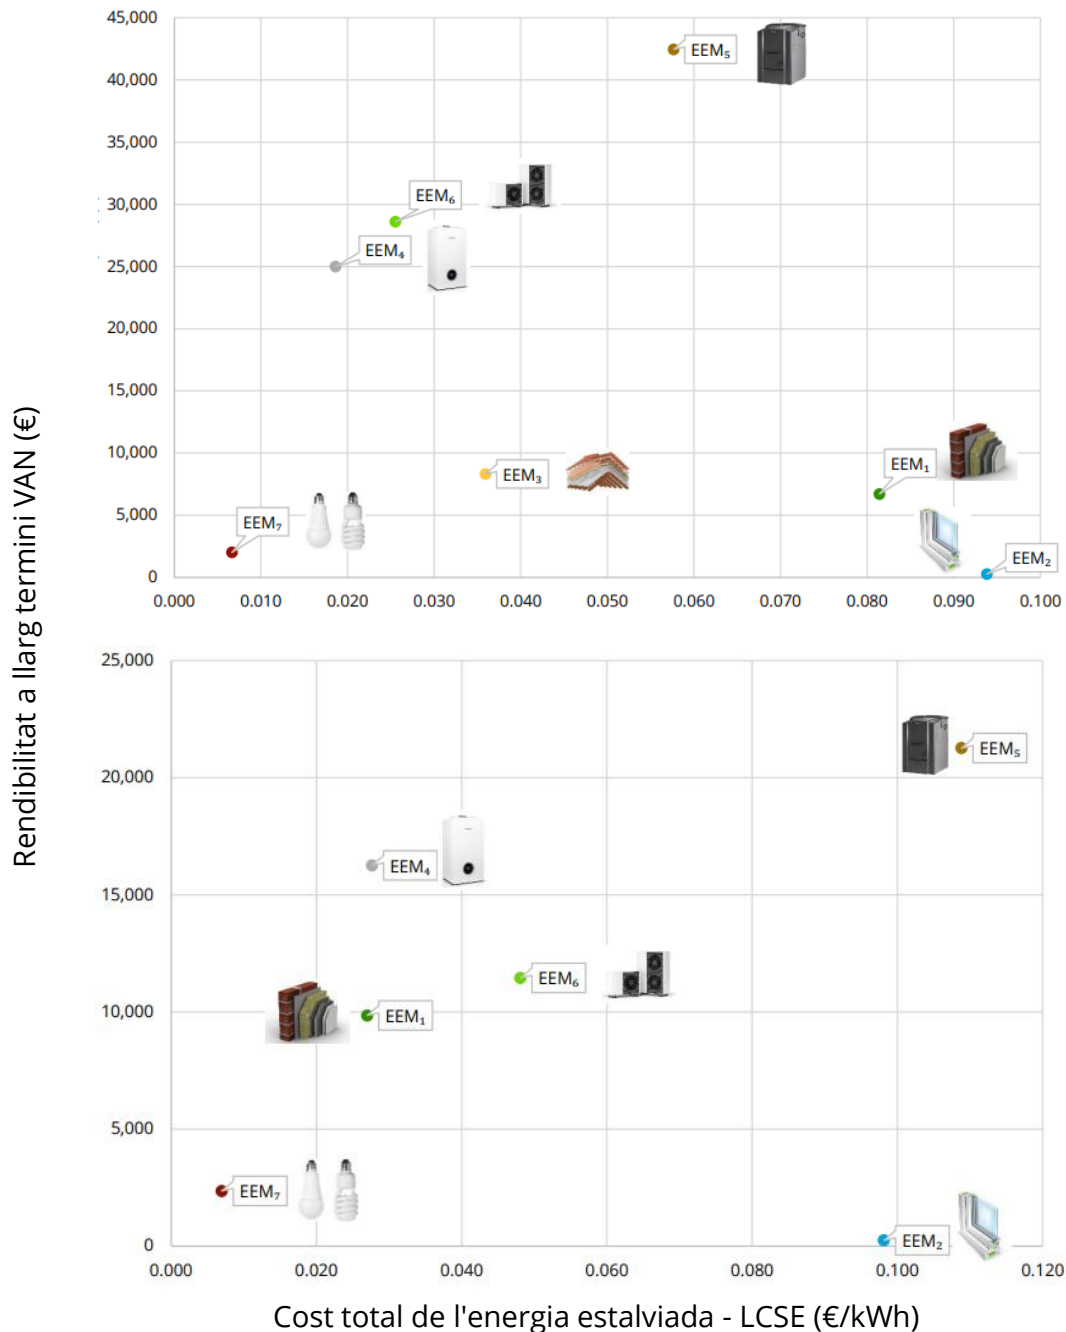 45,000
40,000
35,000
30,000
25,000
20,000
15,000
10,000
5,000
0
EEM₅
EEM₆
EEM₄
EEM₃
EEM₁
EEM₇
EEM₂
0.000 0.010 0.020 0.030 0.040 0.050 0.060 0.070 0.080 0.090 0.100
Rendibilitat a llarg termini VAN (€)
25,000
20,000
15,000
10,000
5,000
0
EEM₅
EEM₄
EEM₆
EEM₁
EEM₇
EEM₂
0.000 0.020 0.040 0.060 0.080 0.100 0.120
Cost total de l'energia estalviada - LCSE (€/kWh)